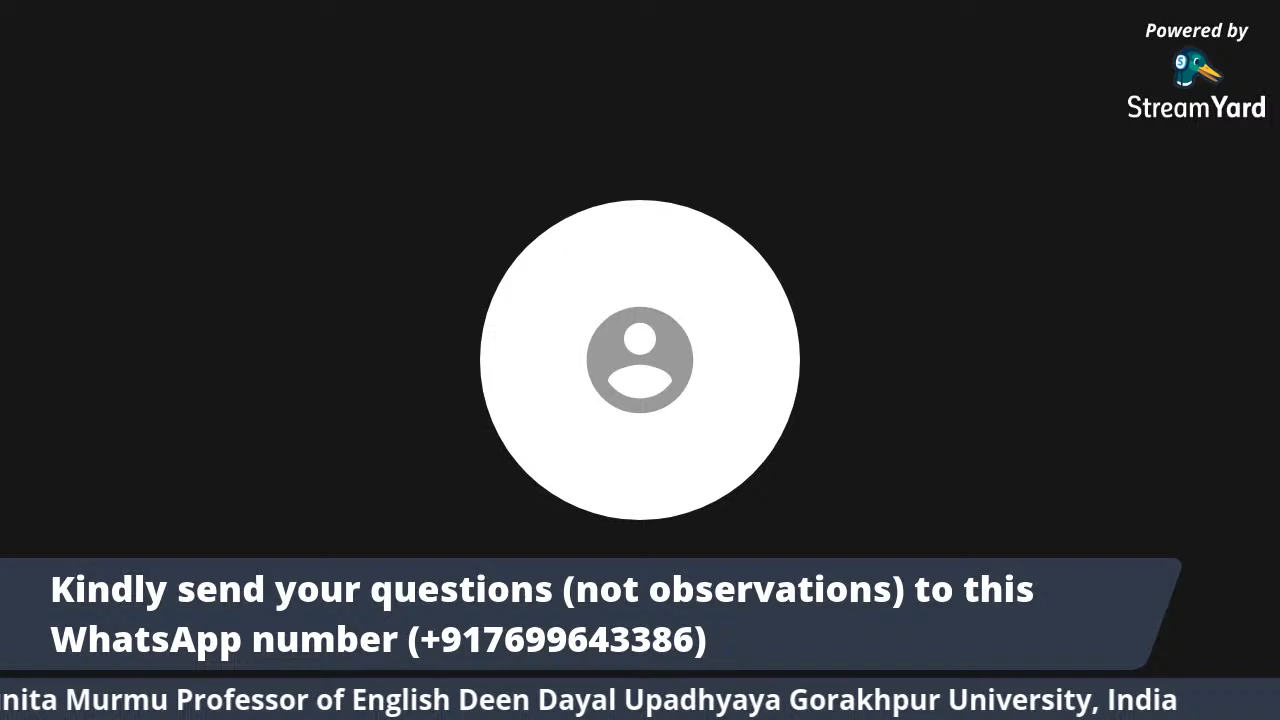 Powered by
S
StreamYard
Kindly send your questions (not observations) to this
WhatsApp number (+917699643386)
Murmu Professor of English Deen Dayal Upadhyaya Gorakhpur University, India